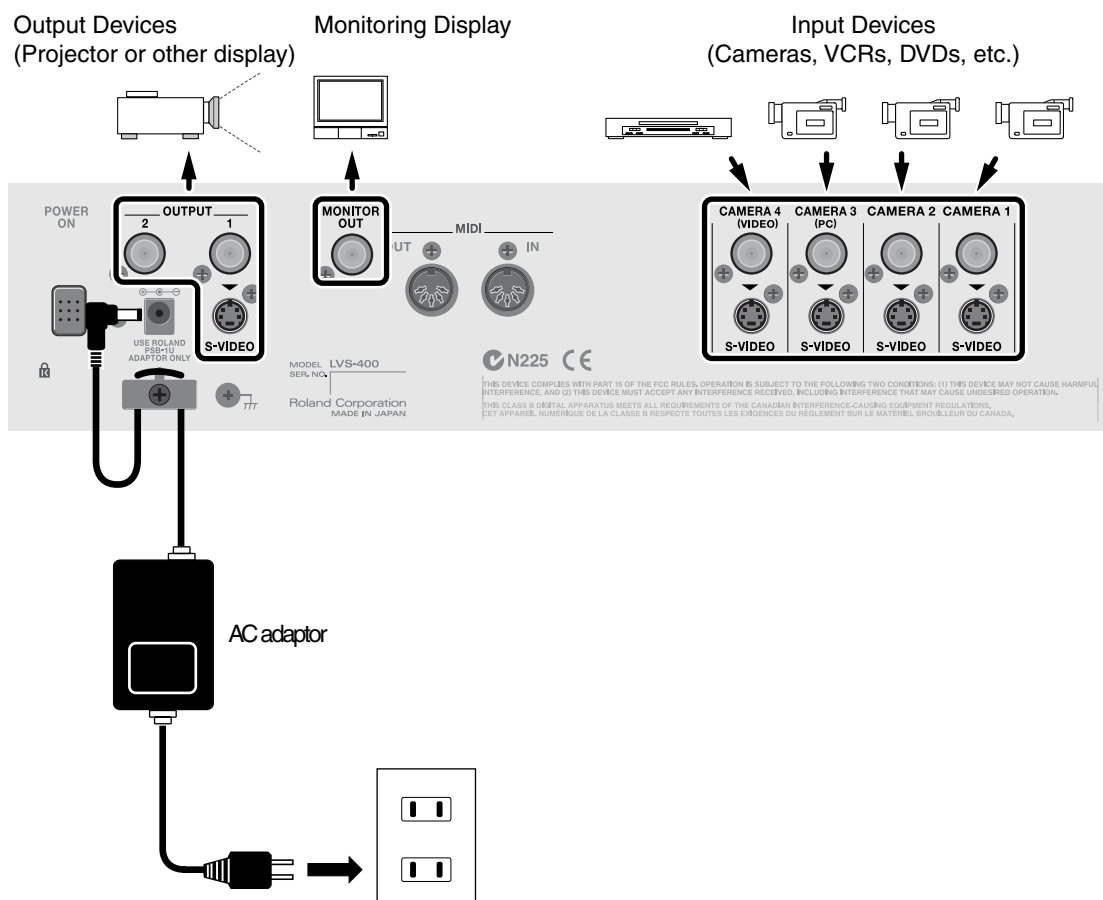 Output Devices
(Projector or other display)
Monitoring Display
Input Devices
(Cameras, VCRs, DVDs, etc.)
POWER
ON
OUTPUT
2
1
S-VIDEO
MONITOR
OUT
MIDI
OUT
IN
CAMERA 4
(VIDEO)
CAMERA 3
(PC)
CAMERA 2
CAMERA 1
S-VIDEO
S-VIDEO
S-VIDEO
S-VIDEO
USE ROLAND
PSB-1U
ADAPTOR ONLY
K
MODEL LVS-400
SER. NO.
Roland Corporation
MADE IN JAPAN
N225 CE
THIS DEVICE COMPLIES WITH PART 15 OF THE FCC RULES. OPERATION IS SUBJECT TO THE FOLLOWING TWO CONDITIONS: (1) THIS DEVICE MAY NOT CAUSE HARMFUL
INTERFERENCE, AND (2) THIS DEVICE MUST ACCEPT ANY INTERFERENCE RECEIVED, INCLUDING INTERFERENCE THAT MAY CAUSE UNDESIRED OPERATION.
THIS CLASS B DIGITAL APPARATUS MEETS ALL REQUIREMENTS OF THE CANADIAN INTERFERENCE-CAUSING EQUIPMENT REGULATIONS.
CET APPAREIL NUMÉRIQUE DE LA CLASSE B RESPECTE TOUTES LES EXIGENCES DU RÈGLEMENT SUR LE MATÉRIEL BROUILLEUR DU CANADA.
AC adaptor